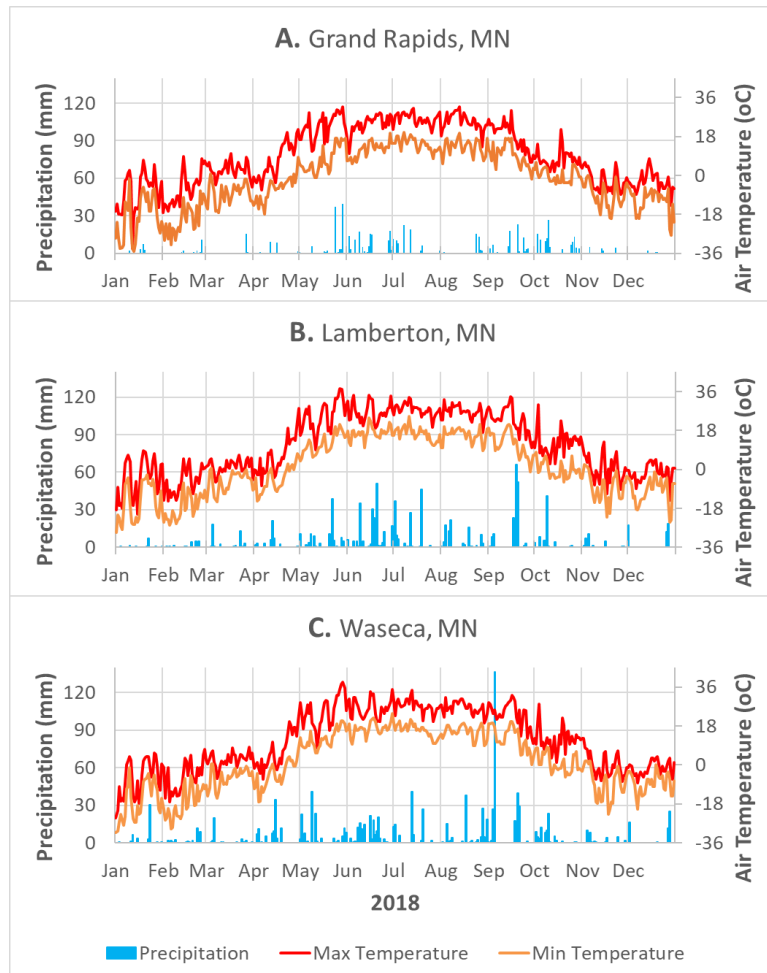 A. Grand Rapids, MN
Precipitation (mm)
120
90
60
30
0
36
18
0
-18
-36
Air Temperature (oC)
Jan Feb Mar Apr May Jun Jul Aug Sep Oct Nov Dec
B. Lamberton, MN
Precipitation (mm)
120
90
60
30
0
36
18
0
-18
-36
Air Temperature (oC)
Jan Feb Mar Apr May Jun Jul Aug Sep Oct Nov Dec
C. Waseca, MN
Precipitation (mm)
120
90
60
30
0
36
18
0
-18
-36
Air Temperature (oC)
Jan Feb Mar Apr May Jun Jul Aug Sep Oct Nov Dec
2018
Precipitation Max Temperature Min Temperature